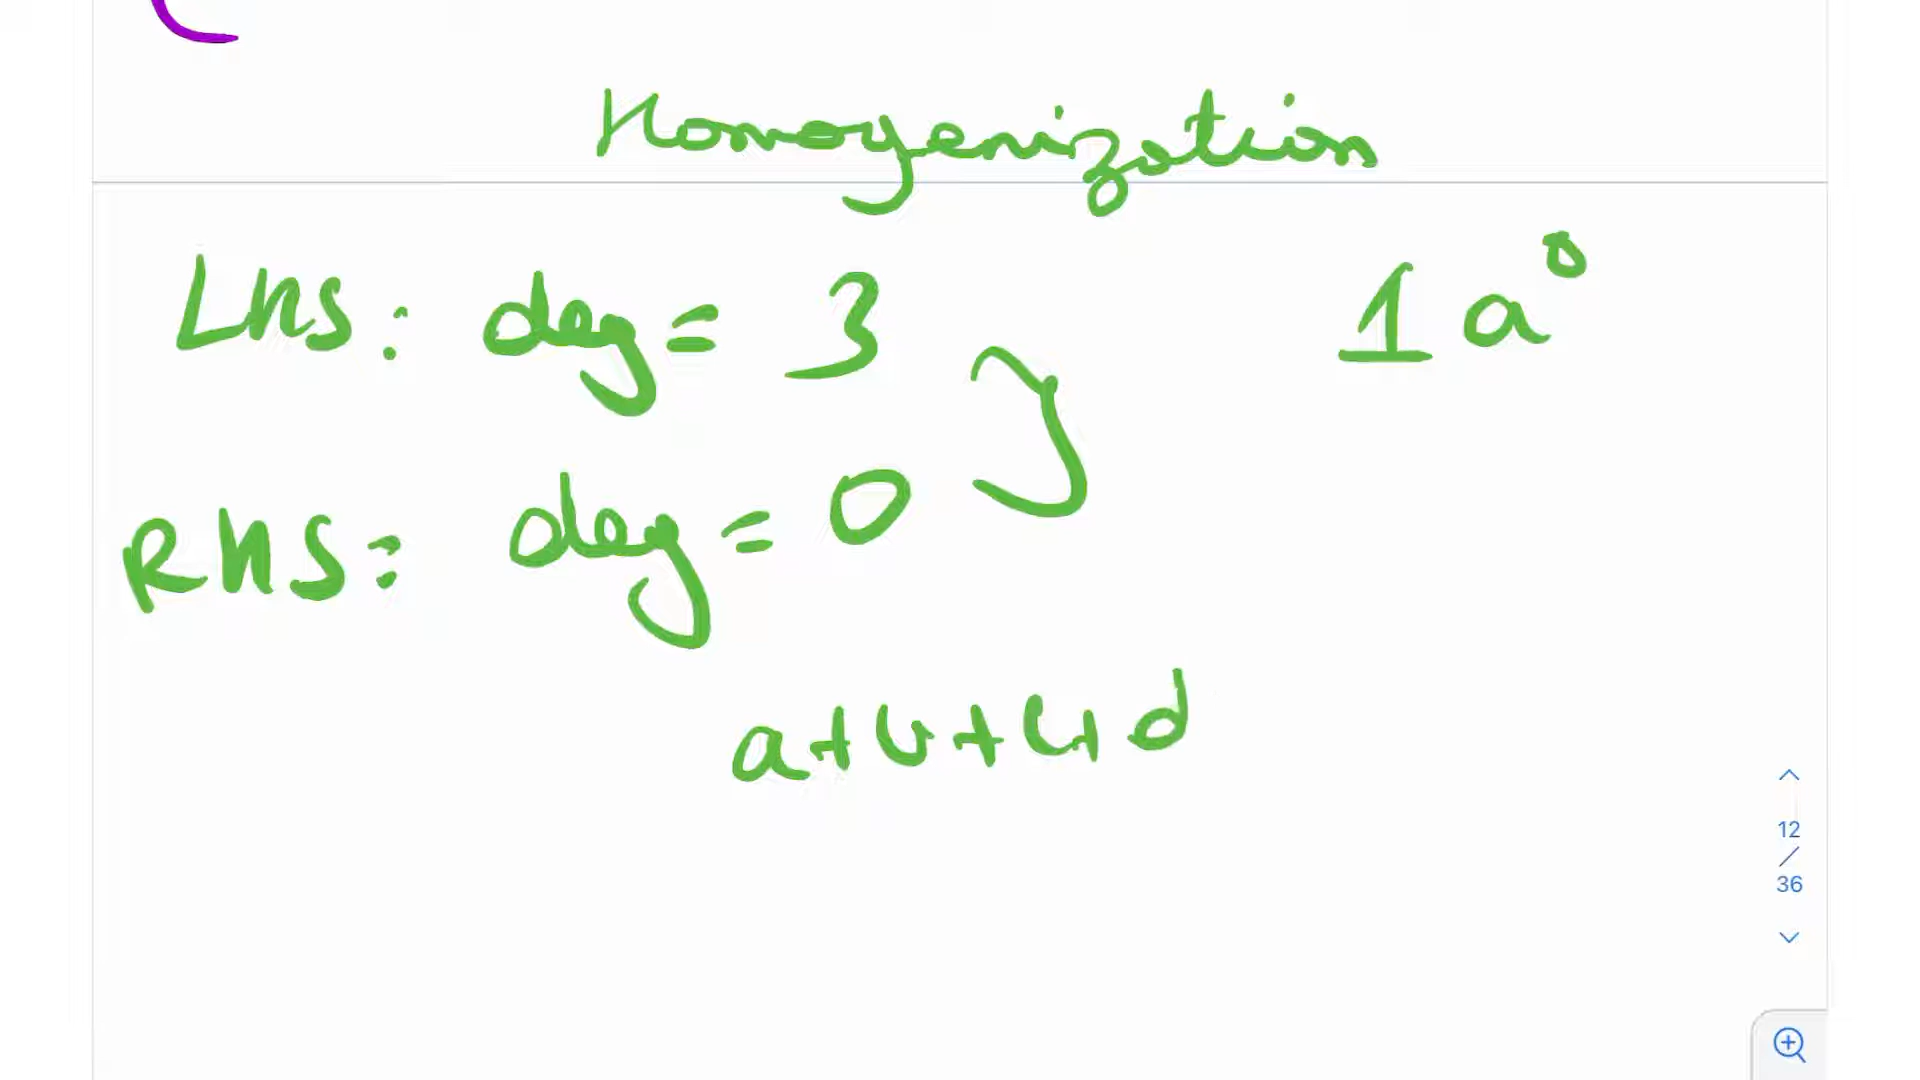 Homogenization
LHS: deg = 3
1 a⁰
RHS: deg = 0
a+b+c+d
12
/
36